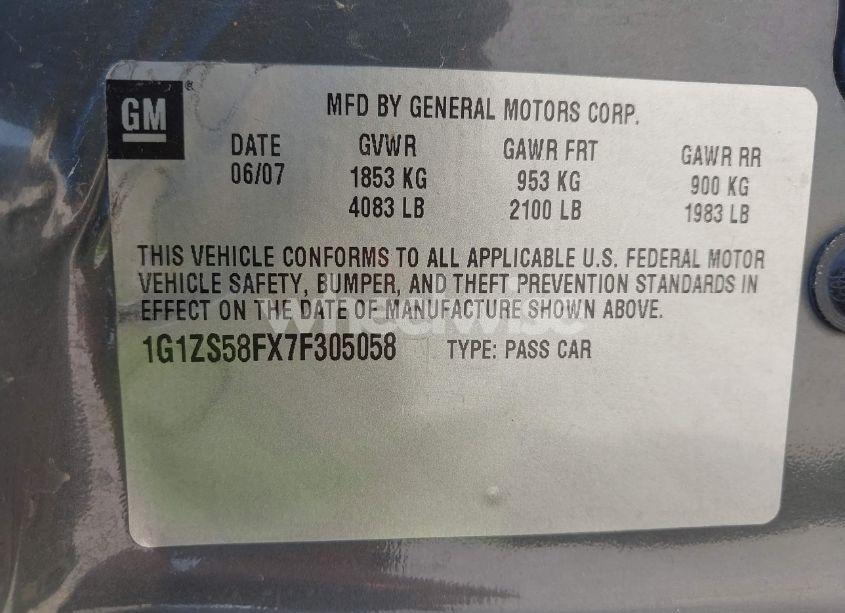 GM ®
MFD BY GENERAL MOTORS CORP.
DATE GVWR GAWR FRT GAWR RR
06/07 1853 KG 953 KG 900 KG
4083 LB 2100 LB 1983 LB
THIS VEHICLE CONFORMS TO ALL APPLICABLE U.S. FEDERAL MOTOR
VEHICLE SAFETY, BUMPER, AND THEFT PREVENTION STANDARDS IN
EFFECT ON THE DATE OF MANUFACTURE SHOWN ABOVE.
wheelwise
1G1ZS58FX7F305058 TYPE: PASS CAR